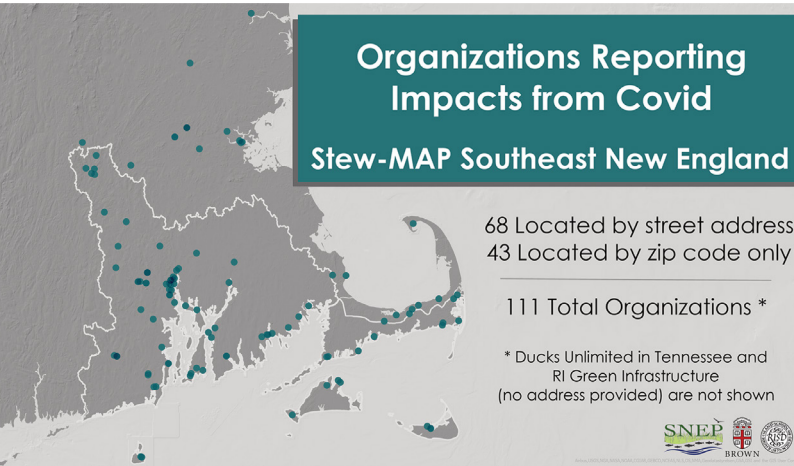 Organizations Reporting
Impacts from Covid
Stew-MAP Southeast New England
68 Located by street address
43 Located by zip code only
111 Total Organizations *
* Ducks Unlimited in Tennessee and
RI Green Infrastructure
(no address provided) are not shown
SNEP
BROWN
RISD